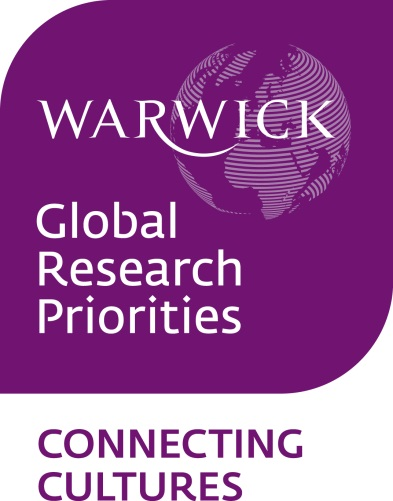 WARWICK
Global
Research
Priorities
CONNECTING
CULTURES